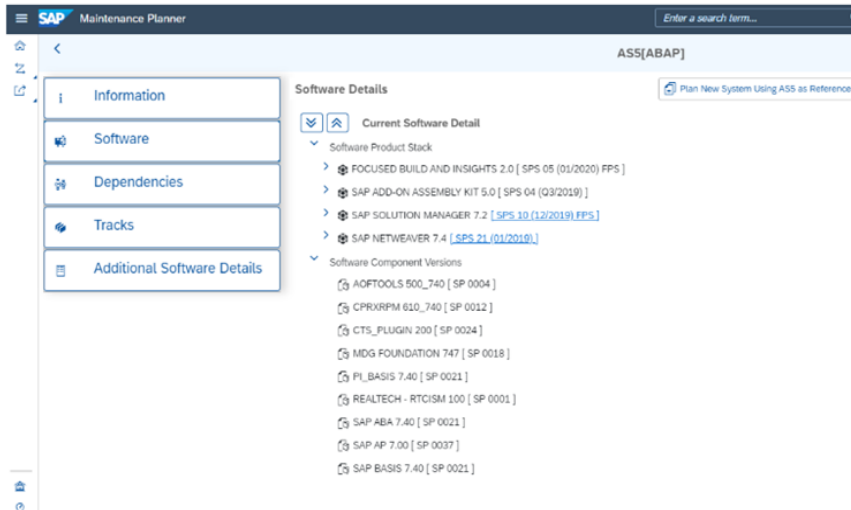 SAP Maintenance Planner
Enter a search term...
AS5[ABAP]
Information
Software
Dependencies
Tracks
Additional Software Details
Software Details
Plan New System Using AS5 as Reference
Current Software Detail
Software Product Stack
FOCUSED BUILD AND INSIGHTS 2.0 [ SPS 05 (01/2020) FPS ]
SAP ADD-ON ASSEMBLY KIT 5.0 [ SPS 04 (Q3/2019) ]
SAP SOLUTION MANAGER 7.2 [ SPS 10 (12/2019) FPS ]
SAP NETWEAVER 7.4 [ SPS 21 (01/2019) ]
Software Component Versions
AOFTOOLS 500_740 [ SP 0004 ]
CPRXRPM 610_740 [ SP 0012 ]
CTS_PLUGIN 200 [ SP 0024 ]
MDG FOUNDATION 747 [ SP 0018 ]
PI_BASIS 7.40 [ SP 0021 ]
REALTECH - RTCISM 100 [ SP 0001 ]
SAP ABA 7.40 [ SP 0021 ]
SAP AP 7.00 [ SP 0037 ]
SAP BASIS 7.40 [ SP 0021 ]